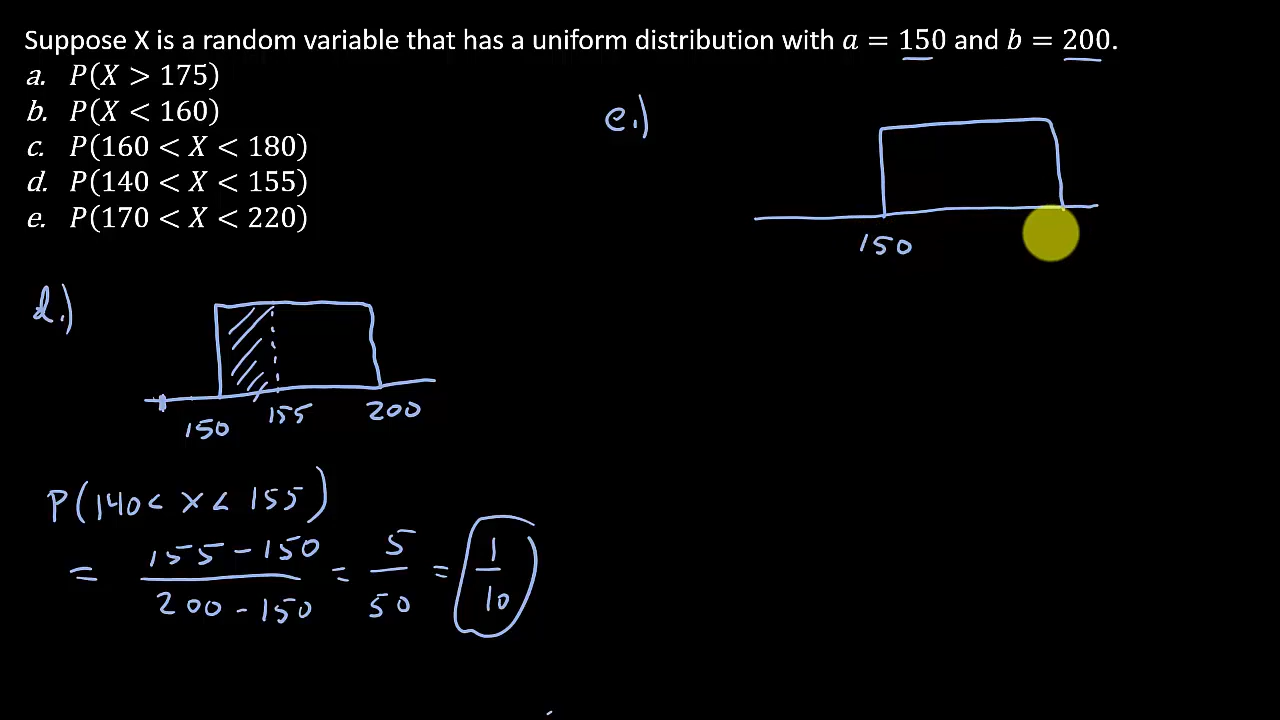 Suppose X is a random variable that has a uniform distribution with a = 150 and b = 200.
a. P(X > 175)
b. P(X < 160)
c. P(160 < X < 180)
d. P(140 < X < 155)
e. P(170 < X < 220)
e.)
150
d.)
150 155 200
P(140 < X < 155)
= 155 - 150 / 200 - 150 = 5 / 50 = 1 / 10